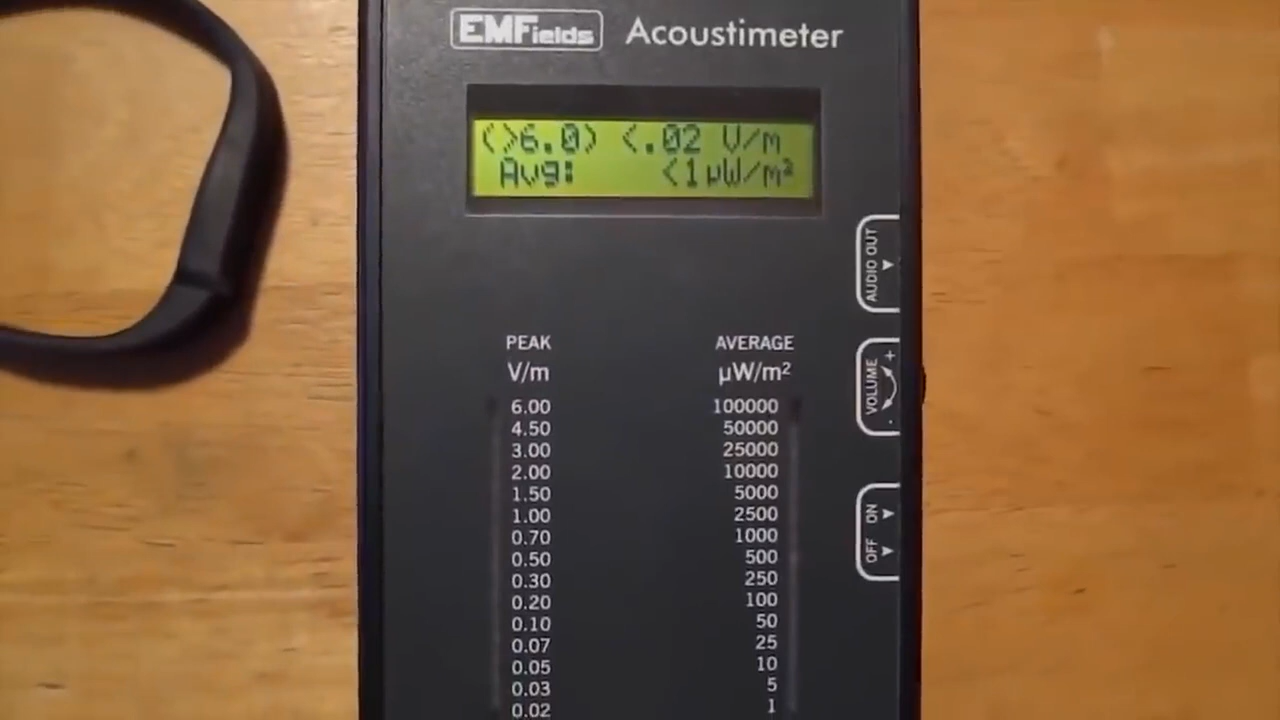 EMFields Acoustimeter
(>6.0) <.02 V/m
Avg: <1µW/m²
AUDIO OUT
VOLUME
+
-
OFF ON
PEAK AVERAGE
V/m µW/m²
6.00 100000
4.50 50000
3.00 25000
2.00 10000
1.50 5000
1.00 2500
0.70 1000
0.50 500
0.30 250
0.20 100
0.10 50
0.07 25
0.05 10
0.03 5
0.02 1